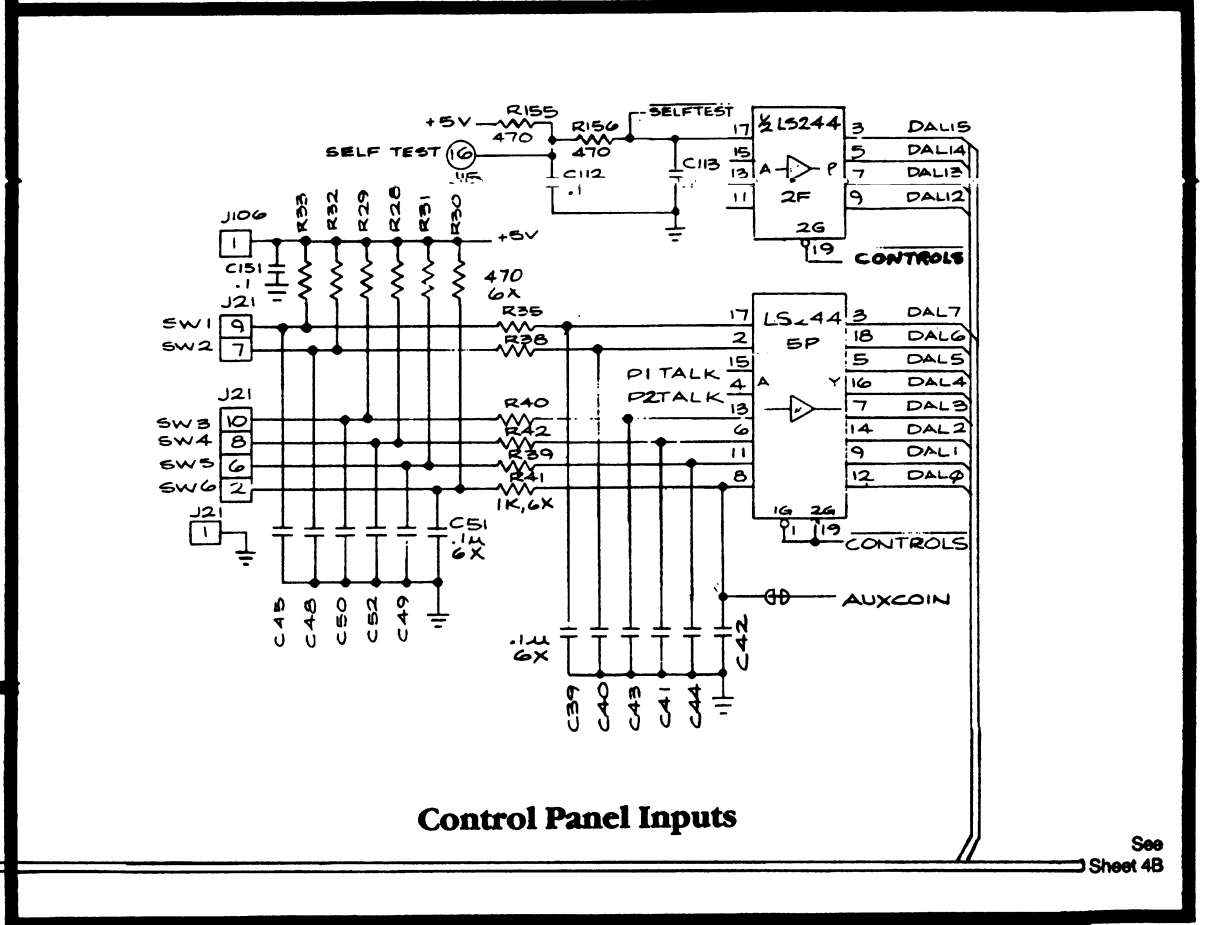 R155
+5V
470
R156
470
SELFTEST
SELF TEST 16
C112
.1
C113
17 ½LS244 3 DAL15
15 5 DAL14
13 A P 7 DAL13
11 2F 9 DAL12
2G
19
CONTROLS
R33
R32
R29
R28
R31
R30
J106
1
+5V
C151
.1
470
6X
J21
SW1 9
SW2 7
R35
R38
17 3 DAL7
2 5P 18 DAL6
15 5 DAL5
P1 TALK
4 A Y 16 DAL4
P2TALK
13 7 DAL3
6 14 DAL2
11 9 DAL1
8 12 DALØ
1G 2G
1 19
CONTROLS
J21
SW3 10
SW4 8
SW5 6
SW6 2
R40
R42
R39
R41
1K,6X
J21
1
C51
.1µ
6X
C45
C48
C50
C52
C49
AUXCOIN
.1µ
6X
C39
C40
C43
C41
C44
C42
Control Panel Inputs
See
Sheet 4B